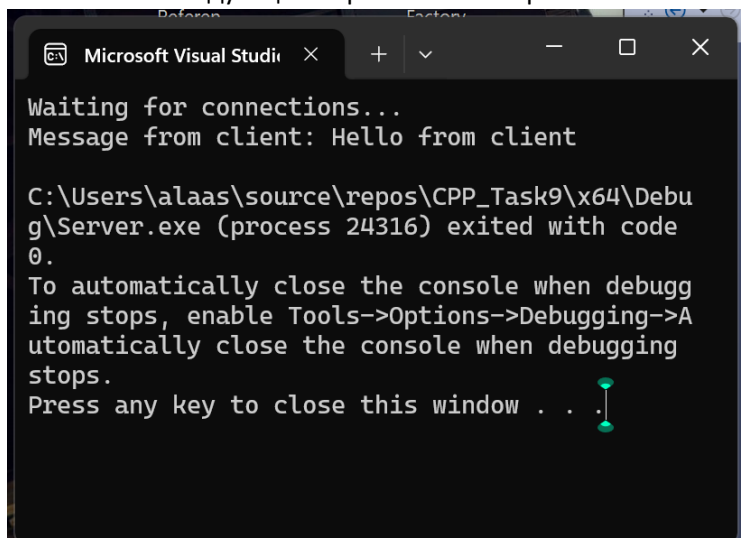 Microsoft Visual Studi
Waiting for connections...
Message from client: Hello from client
C:\Users\alaas\source\repos\CPP_Task9\x64\Debu
g\Server.exe (process 24316) exited with code
0.
To automatically close the console when debugg
ing stops, enable Tools->Options->Debugging->A
utomatically close the console when debugging
stops.
Press any key to close this window . . .